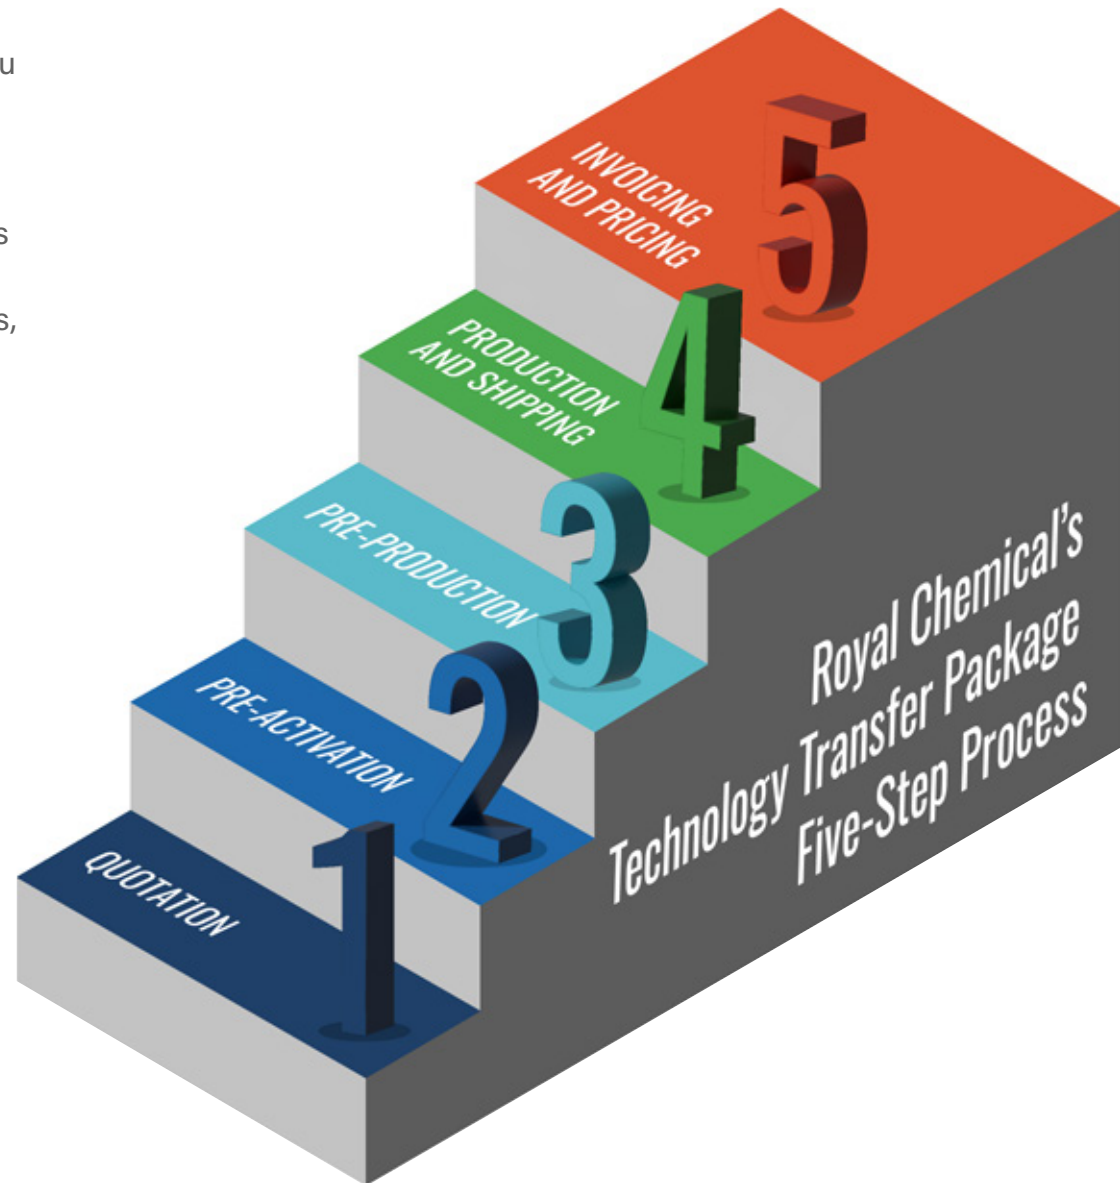 u
s
s,
5
INVOICING
AND PRICING
4
PRODUCTION
AND SHIPPING
3
PRE-PRODUCTION
2
PRE-ACTIVATION
1
QUOTATION
Royal Chemical’s
Technology Transfer Package
Five-Step Process